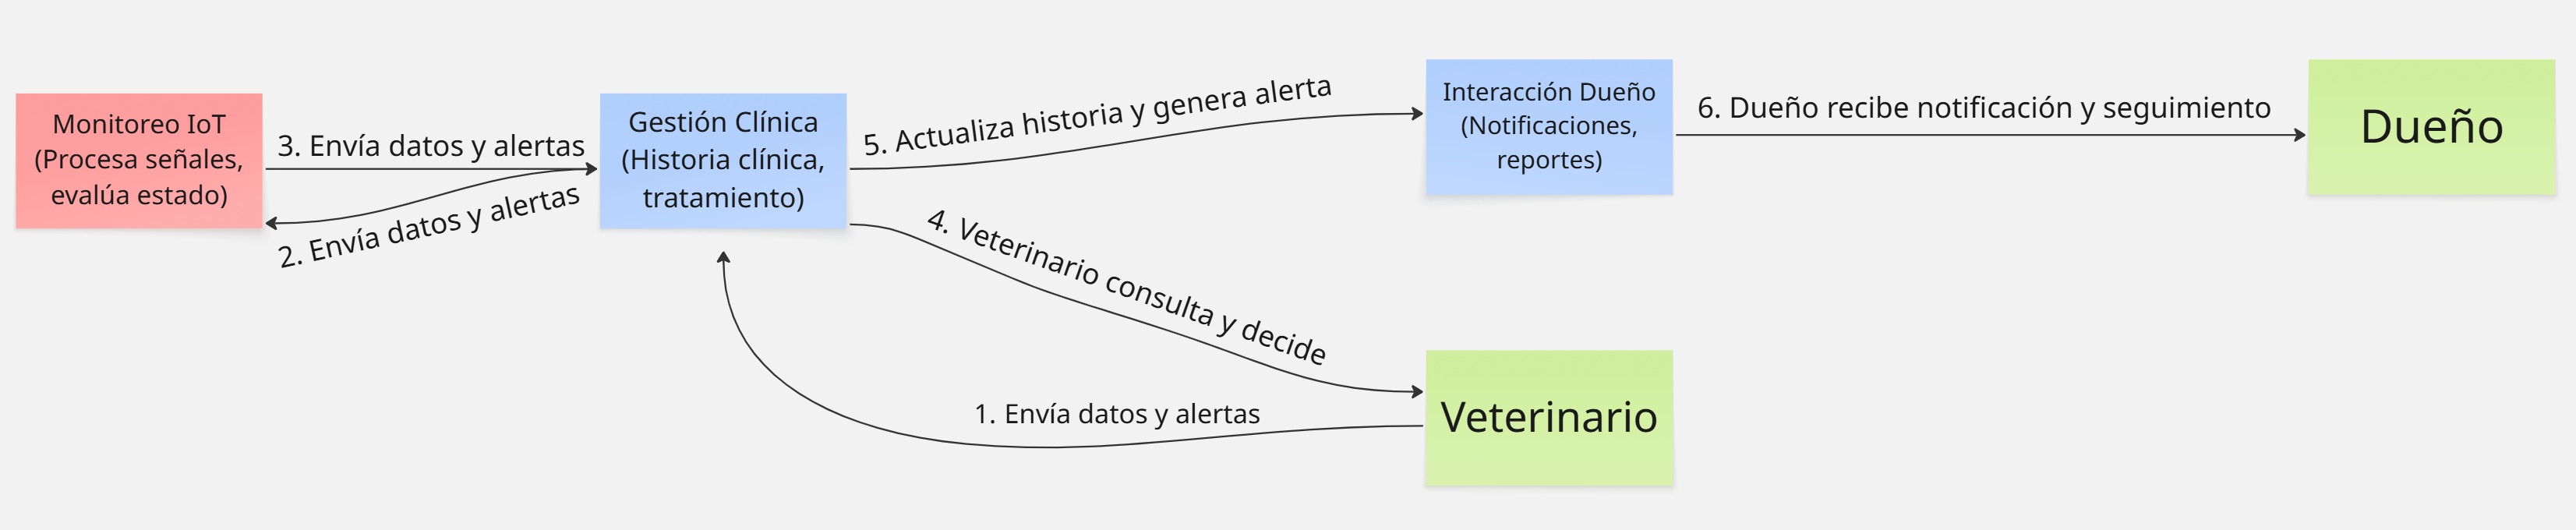 Monitoreo IoT
(Procesa señales,
evalúa estado)
3. Envía datos y alertas
2. Envía datos y alertas
Gestión Clínica
(Historia clínica,
tratamiento)
5. Actualiza historia y genera alerta
4. Veterinario consulta y decide
1. Envía datos y alertas
Interacción Dueño
(Notificaciones,
reportes)
6. Dueño recibe notificación y seguimiento
Dueño
Veterinario